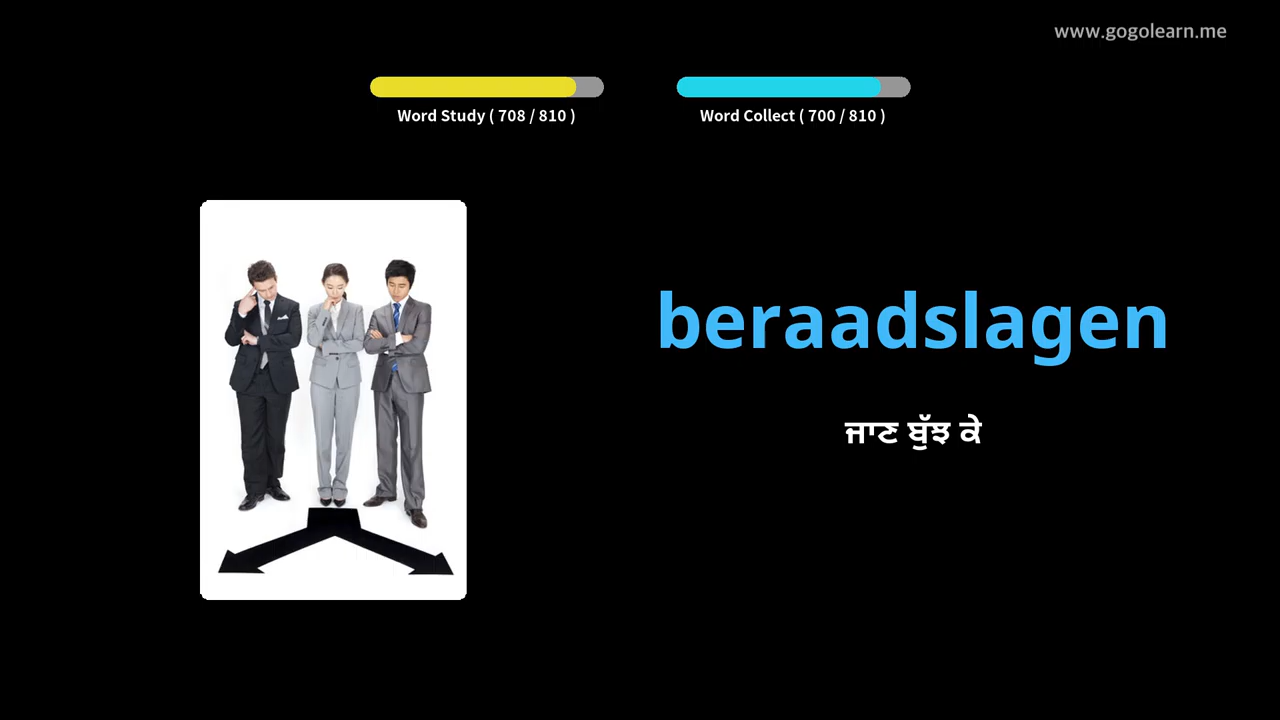 www.gogolearn.me
Word Study ( 708 / 810 )
Word Collect ( 700 / 810 )
beraadslagen
ਜਾਣ ਬੁੱਝ ਕੇ